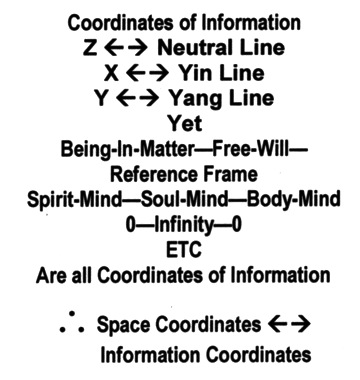 Coordinates of Information
Z ←→ Neutral Line
X ←→ Yin Line
Y ←→ Yang Line
Yet
Being-In-Matter—Free-Will—
Reference Frame
Spirit-Mind—Soul-Mind—Body-Mind
0—Infinity—0
ETC
Are all Coordinates of Information
∴ Space Coordinates ←→
Information Coordinates